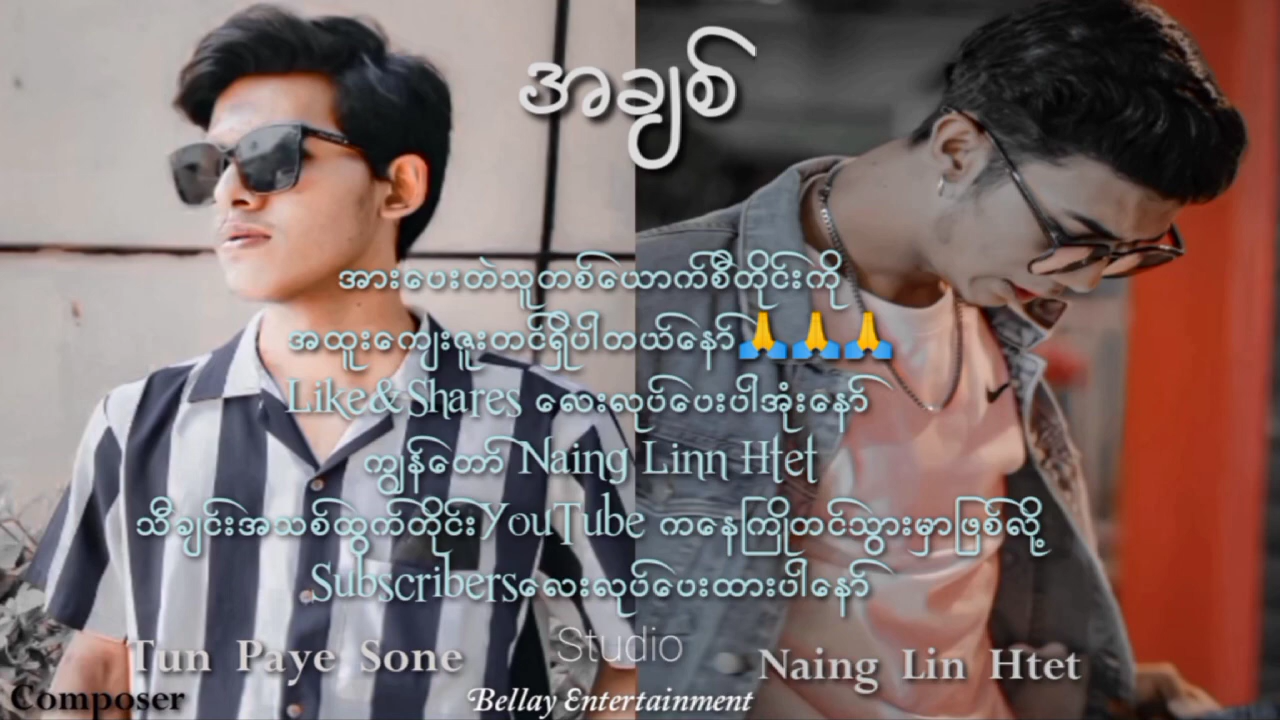 အချစ်
အားပေးတဲသူတစ်ယောက်စီတိုင်းကို
အထူးကျေးဇူးတင်ရှိပါတယ်နော်🙏🙏🙏
Like&Shares လေးလုပ်ပေးပါအုံးနော်
ကျွန်တော် Naing Linn Htet
သီချင်းအသစ်ထွက်တိုင်းYouTube ကနေကြိုတင်သွားမှာဖြစ်လို့
Subscribersလေးလုပ်ပေးထားပါနော်
Tun Paye Sone
Studio
Naing Lin Htet
Composer
Bellay Entertainment